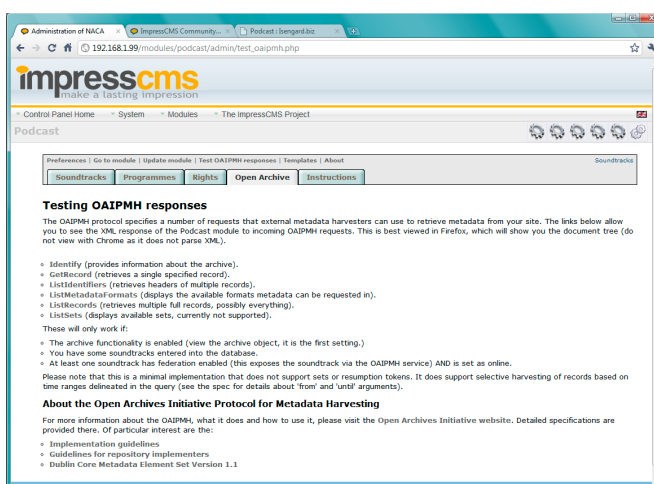 Administration of NACA
ImpressCMS Community...
Podcast : Isengard.biz
192.168.1.99/modules/podcast/admin/test_oaipmh.php
impresscms
make a lasting impression
Control Panel Home System Modules The ImpressCMS Project
Podcast
Preferences | Go to module | Update module | Test OAIPMH responses | Templates | About
Soundtracks
Soundtracks Programmes Rights Open Archive Instructions
Testing OAIPMH responses
The OAIPMH protocol specifies a number of requests that external metadata harvesters can use to retrieve metadata from your site. The links below allow
you to see the XML response of the Podcast module to incoming OAIPMH requests. This is best viewed in Firefox, which will show you the document tree (do
not view with Chrome as it does not parse XML).
Identify (provides information about the archive).
GetRecord (retrieves a single specified record).
ListIdentifiers (retrieves headers of multiple records).
ListMetadataFormats (displays the available formats metadata can be requested in).
ListRecords (retrieves multiple full records, possibly everything).
ListSets (displays available sets, currently not supported).
These will only work if:
The archive functionality is enabled (view the archive object, it is the first setting.)
You have some soundtracks entered into the database.
At least one soundtrack has federation enabled (this exposes the soundtrack via the OAIPMH service) AND is set as online.
Please note that this is a minimal implementation that does not support sets or resumption tokens. It does support selective harvesting of records based on
time ranges delineated in the query (see the spec for details about 'from' and 'until' arguments).
About the Open Archives Initiative Protocol for Metadata Harvesting
For more information about the OAIPMH, what it does and how to use it, please visit the Open Archives Initiative website. Detailed specifications are
provided there. Of particular interest are the:
Implementation guidelines
Guidelines for repository implementers
Dublin Core Metadata Element Set Version 1.1